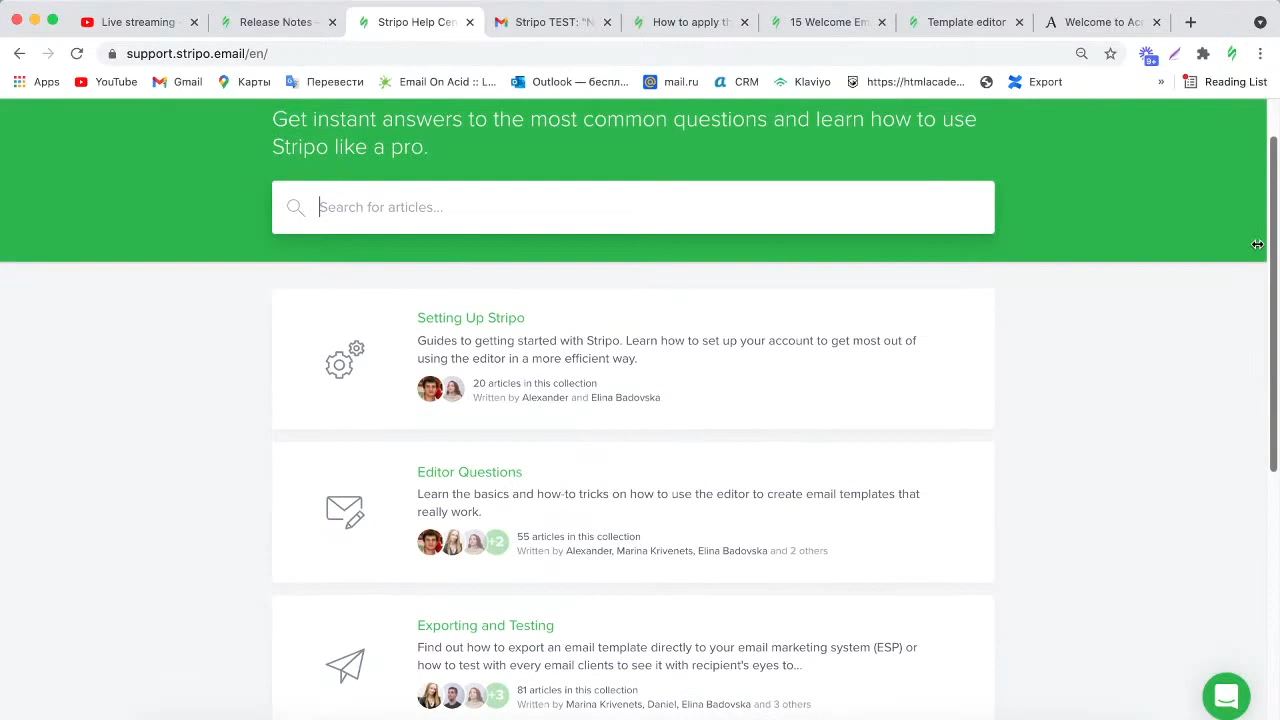 Live streaming
Release Notes –
Stripo Help Cen
Stripo TEST: "N
How to apply th
15 Welcome Em
Template editor
Welcome to Acc
support.stripo.email/en/
9+
Apps
YouTube
Gmail
Карты
Перевести
Email On Acid :: L...
Outlook — беспл...
mail.ru
CRM
Klaviyo
https://htmlacade...
Export
»
Reading List
Get instant answers to the most common questions and learn how to use
Stripo like a pro.
Search for articles...
Setting Up Stripo
Guides to getting started with Stripo. Learn how to set up your account to get most out of
using the editor in a more efficient way.
20 articles in this collection
Written by Alexander and Elina Badovska
Editor Questions
Learn the basics and how-to tricks on how to use the editor to create email templates that
really work.
+2
55 articles in this collection
Written by Alexander, Marina Krivenets, Elina Badovska and 2 others
Exporting and Testing
Find out how to export an email template directly to your email marketing system (ESP) or
how to test with every email clients to see it with recipient's eyes to...
+3
81 articles in this collection
Written by Marina Krivenets, Daniel, Elina Badovska and 3 others